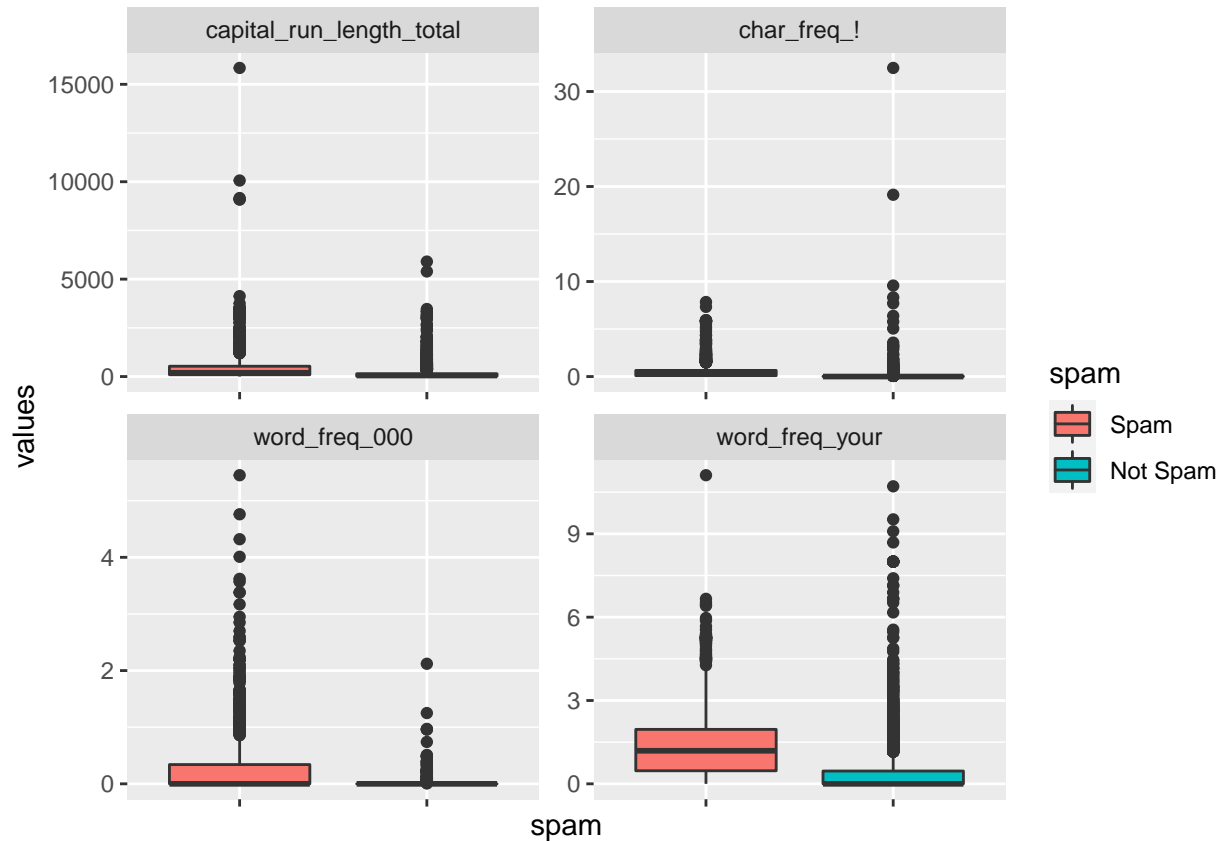 capital_run_length_total
char_freq_!
15000
10000
5000
0
30
20
10
0
values
word_freq_000
word_freq_your
4
2
0
9
6
3
0
spam
spam
Spam
Not Spam